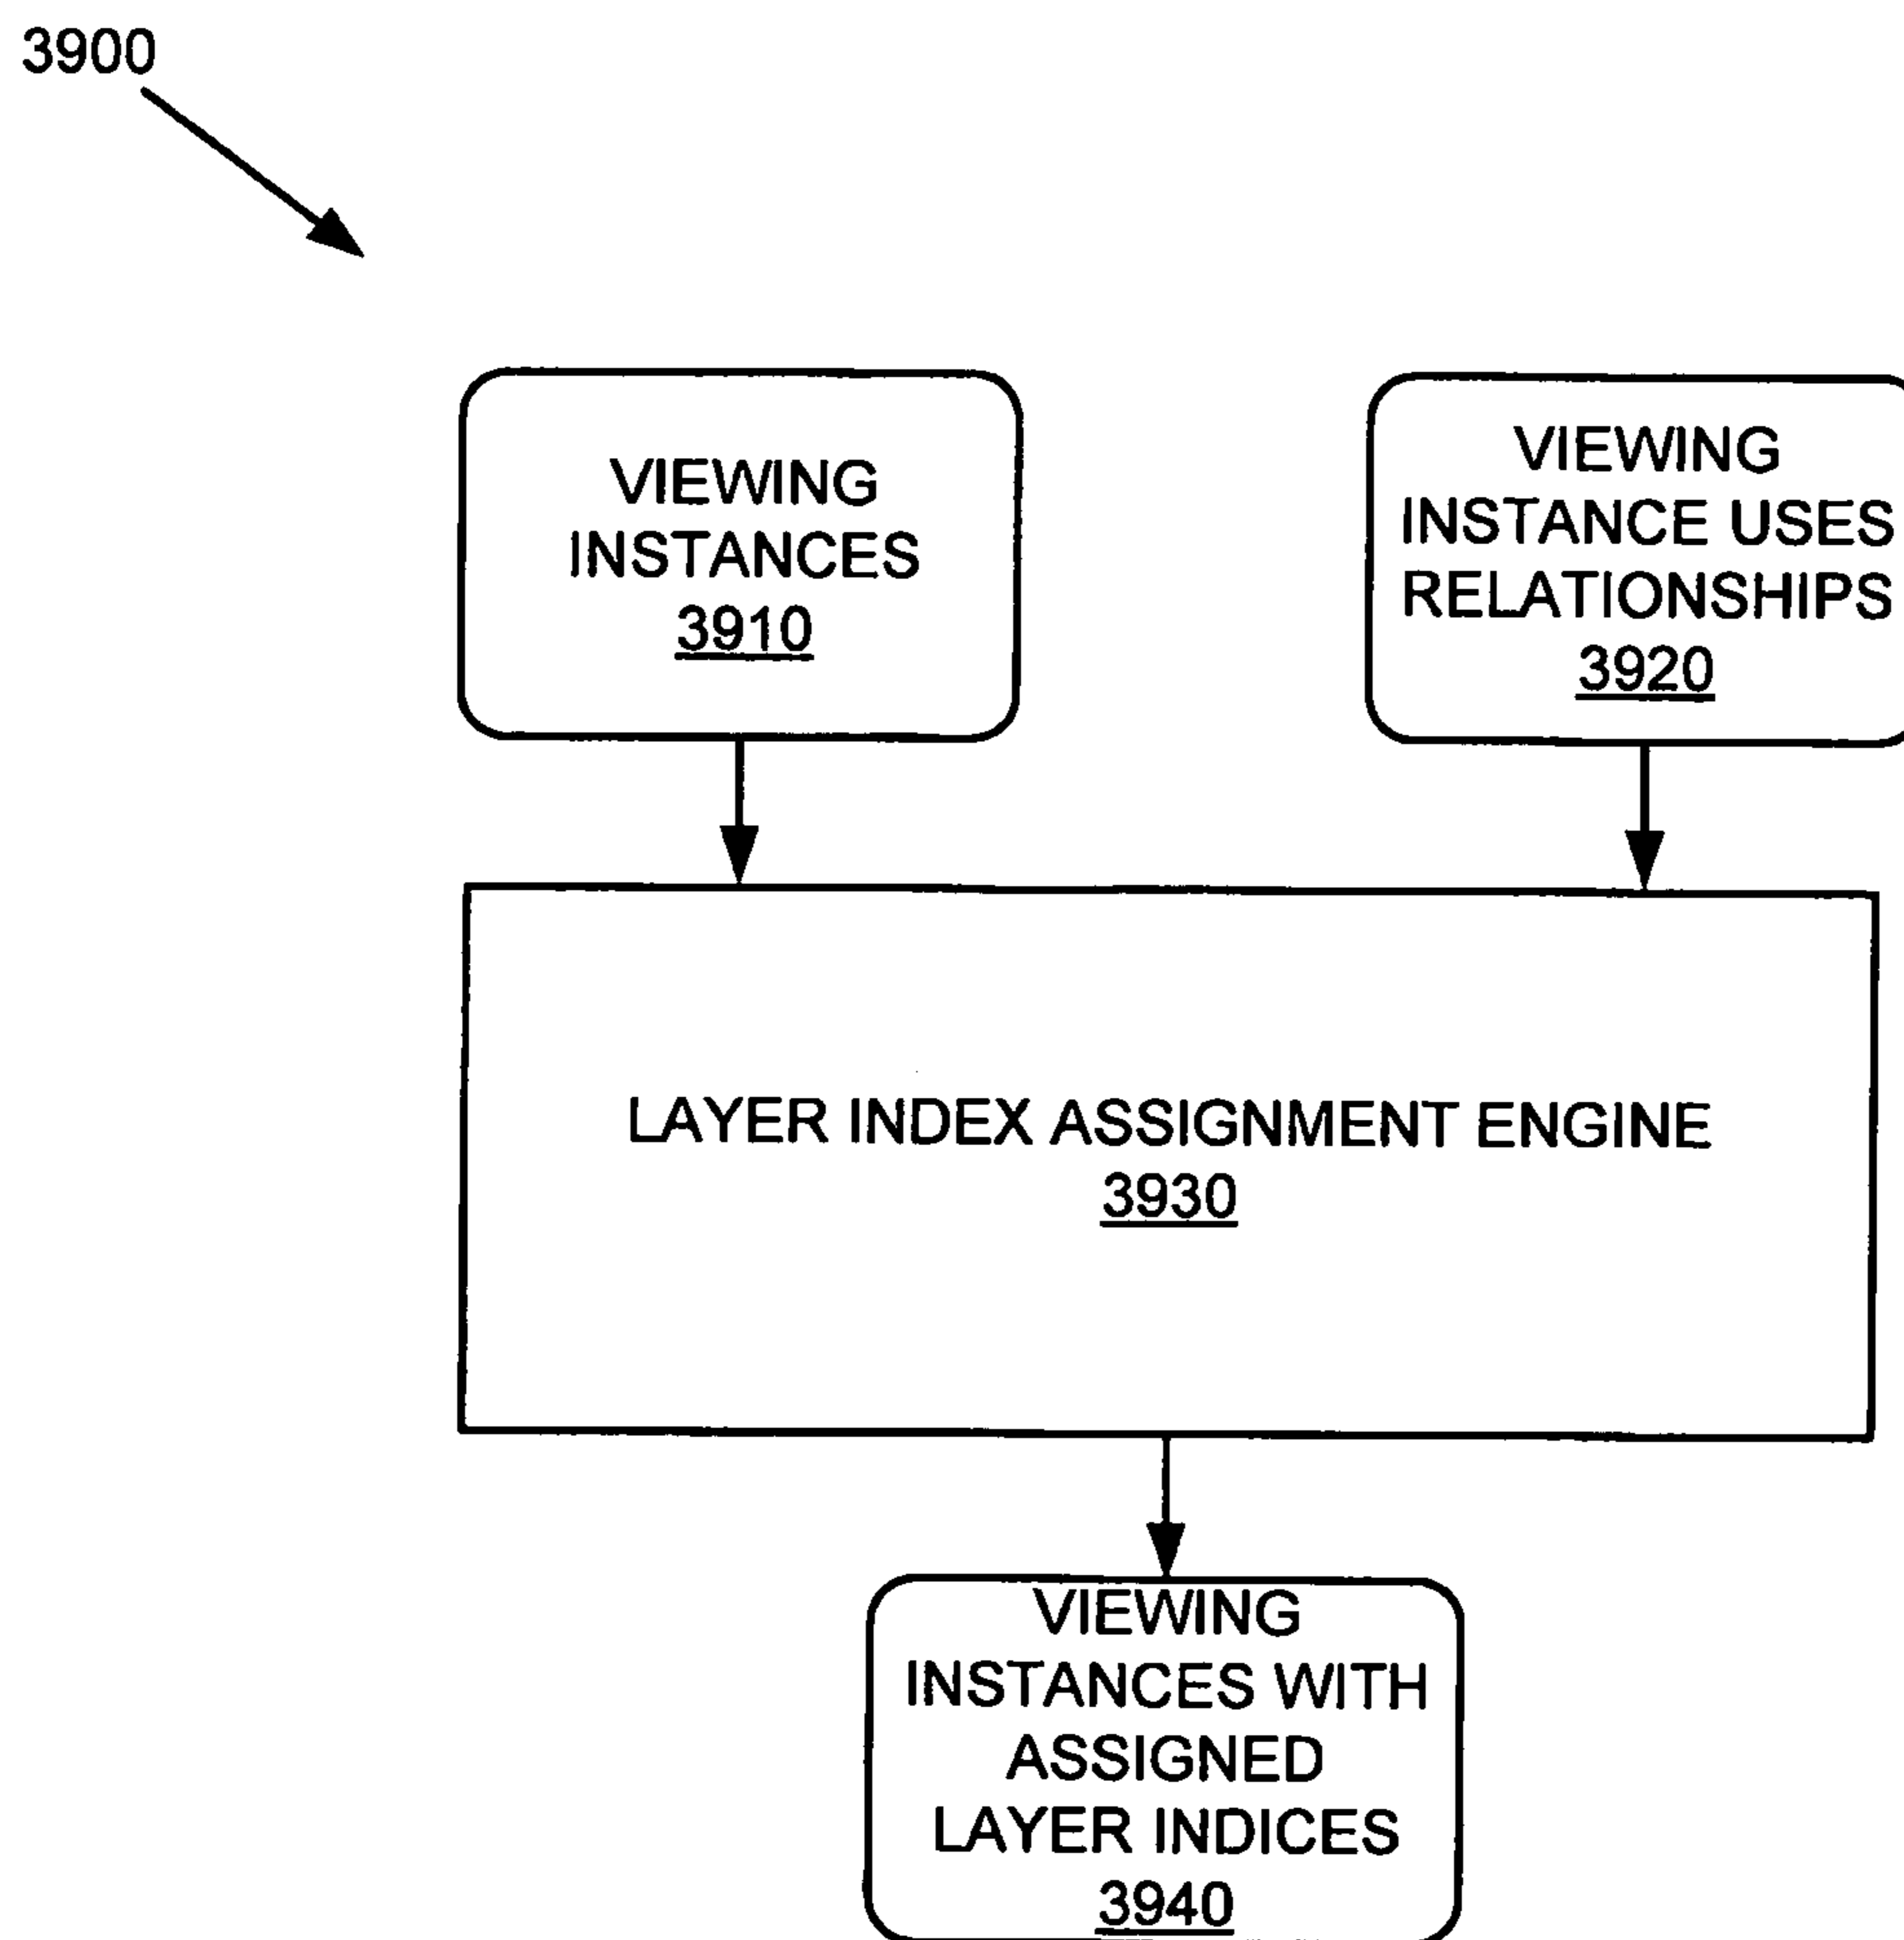 3900
VIEWING
INSTANCES
3910
VIEWING
INSTANCE USES
RELATIONSHIPS
3920
LAYER INDEX ASSIGNMENT ENGINE
3930
VIEWING
INSTANCES WITH
ASSIGNED
LAYER INDICES
3940